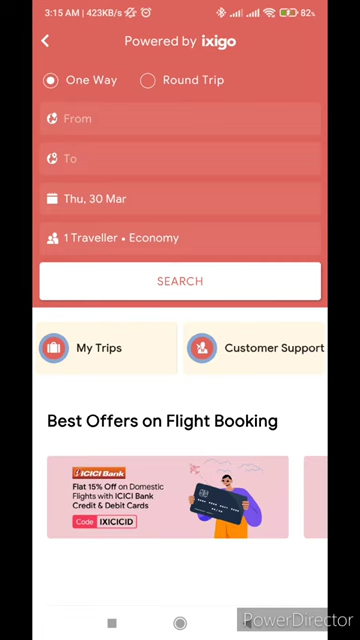 3:15 AM | 423KB/s
82%
Powered by ixigo
One Way
Round Trip
From
To
Thu, 30 Mar
1 Traveller • Economy
SEARCH
My Trips
Customer Support
Best Offers on Flight Booking
ICICI Bank
Flat 15% Off on Domestic
Flights with ICICI Bank
Credit & Debit Cards
Code IXICICID
PowerDirector